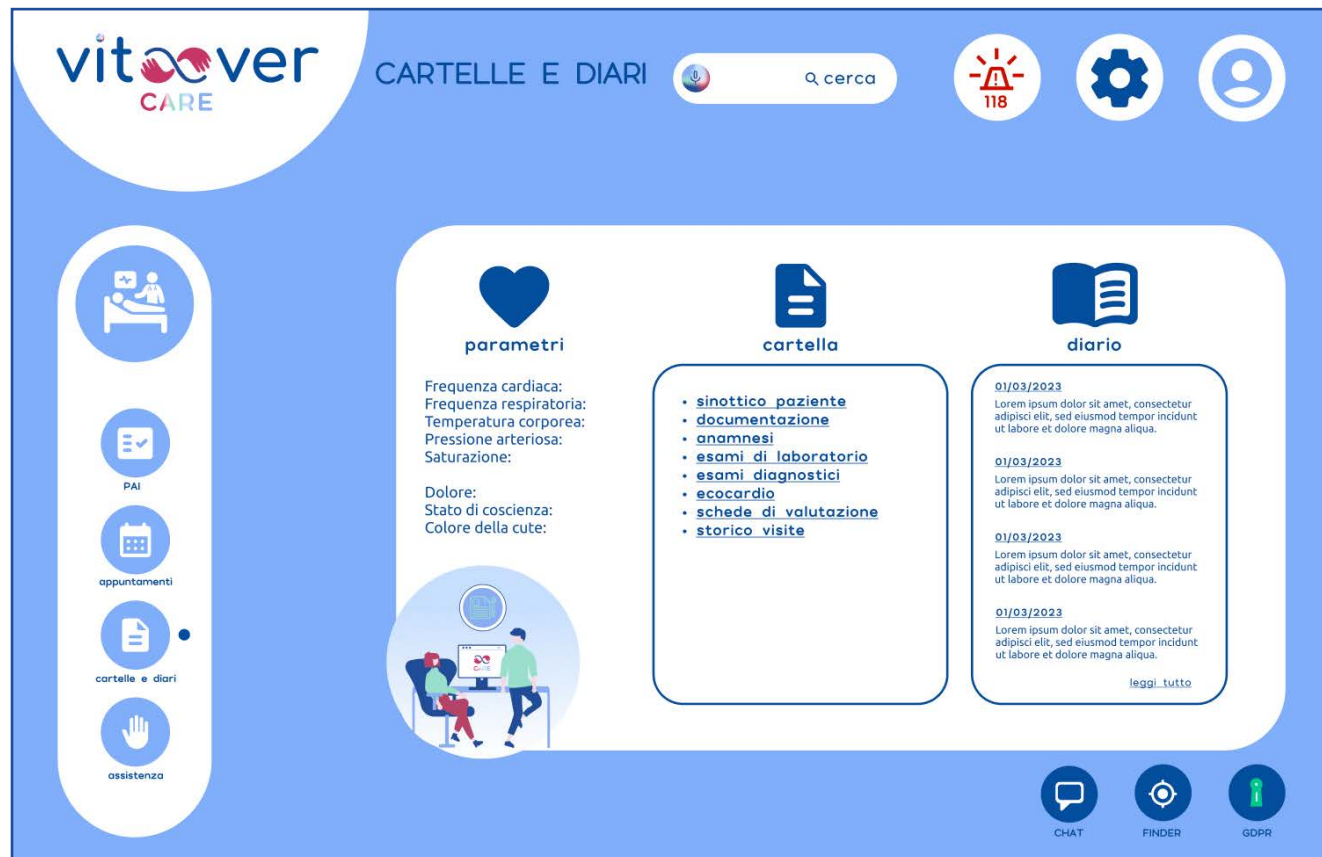 vitover
CARE
CARTELLE E DIARI
cerca
118
PAI
appuntamenti
cartelle e diari
assistenza
parametri
Frequenza cardiaca:
Frequenza respiratoria:
Temperatura corporea:
Pressione arteriosa:
Saturazione:
Dolore:
Stato di coscienza:
Colore della cute:
CARE
cartella
• sinottico paziente
• documentazione
• anamnesi
• esami di laboratorio
• esami diagnostici
• ecocardio
• schede di valutazione
• storico visite
diario
01/03/2023
Lorem ipsum dolor sit amet, consectetur
adipisci elit, sed eiusmod tempor incidunt
ut labore et dolore magna aliqua.
01/03/2023
Lorem ipsum dolor sit amet, consectetur
adipisci elit, sed eiusmod tempor incidunt
ut labore et dolore magna aliqua.
01/03/2023
Lorem ipsum dolor sit amet, consectetur
adipisci elit, sed eiusmod tempor incidunt
ut labore et dolore magna aliqua.
01/03/2023
Lorem ipsum dolor sit amet, consectetur
adipisci elit, sed eiusmod tempor incidunt
ut labore et dolore magna aliqua.
leggi tutto
CHAT
FINDER
GDPR